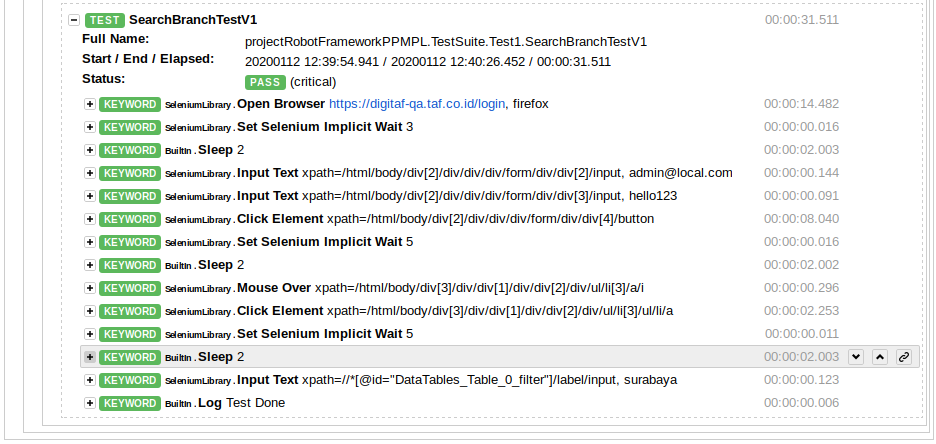 TEST SearchBranchTestV1 00:00:31.511
Full Name: projectRobotFrameworkPPMPL.TestSuite.Test1.SearchBranchTestV1
Start / End / Elapsed: 20200112 12:39:54.941 / 20200112 12:40:26.452 / 00:00:31.511
Status: PASS (critical)
KEYWORD SeleniumLibrary.Open Browser https://digitaf-qa.taf.co.id/login, firefox 00:00:14.482
KEYWORD SeleniumLibrary.Set Selenium Implicit Wait 3 00:00:00.016
KEYWORD BuiltIn.Sleep 2 00:00:02.003
KEYWORD SeleniumLibrary.Input Text xpath=/html/body/div[2]/div/div/div/form/div/div[2]/input, admin@local.com 00:00:00.144
KEYWORD SeleniumLibrary.Input Text xpath=/html/body/div[2]/div/div/div/form/div/div[3]/input, hello123 00:00:00.091
KEYWORD SeleniumLibrary.Click Element xpath=/html/body/div[2]/div/div/div/form/div/div[4]/button 00:00:08.040
KEYWORD SeleniumLibrary.Set Selenium Implicit Wait 5 00:00:00.016
KEYWORD BuiltIn.Sleep 2 00:00:02.002
KEYWORD SeleniumLibrary.Mouse Over xpath=/html/body/div[3]/div/div[1]/div/div[2]/div/ul/li[3]/a/i 00:00:00.296
KEYWORD SeleniumLibrary.Click Element xpath=/html/body/div[3]/div/div[1]/div/div[2]/div/ul/li[3]/ul/li/a 00:00:02.253
KEYWORD SeleniumLibrary.Set Selenium Implicit Wait 5 00:00:00.011
KEYWORD BuiltIn.Sleep 2 00:00:02.003
KEYWORD SeleniumLibrary.Input Text xpath=//*[@id="DataTables_Table_0_filter"]/label/input, surabaya 00:00:00.123
KEYWORD BuiltIn.Log Test Done 00:00:00.006